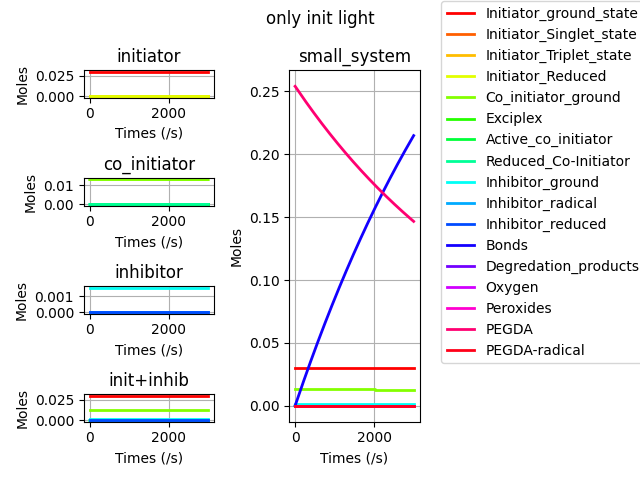 only init light
initiator
Moles
0.025
0.000
0
2000
Times (/s)
co_initiator
Moles
0.01
0.00
0
2000
Times (/s)
inhibitor
Moles
0.001
0.000
0
2000
Times (/s)
init+inhib
Moles
0.025
0.000
0
2000
Times (/s)
small_system
Moles
0.25
0.20
0.15
0.10
0.05
0.00
0
2000
Times (/s)
Initiator_ground_state
Initiator_Singlet_state
Initiator_Triplet_state
Initiator_Reduced
Co_initiator_ground
Exciplex
Active_co_initiator
Reduced_Co-Initiator
Inhibitor_ground
Inhibitor_radical
Inhibitor_reduced
Bonds
Degredation_products
Oxygen
Peroxides
PEGDA
PEGDA-radical